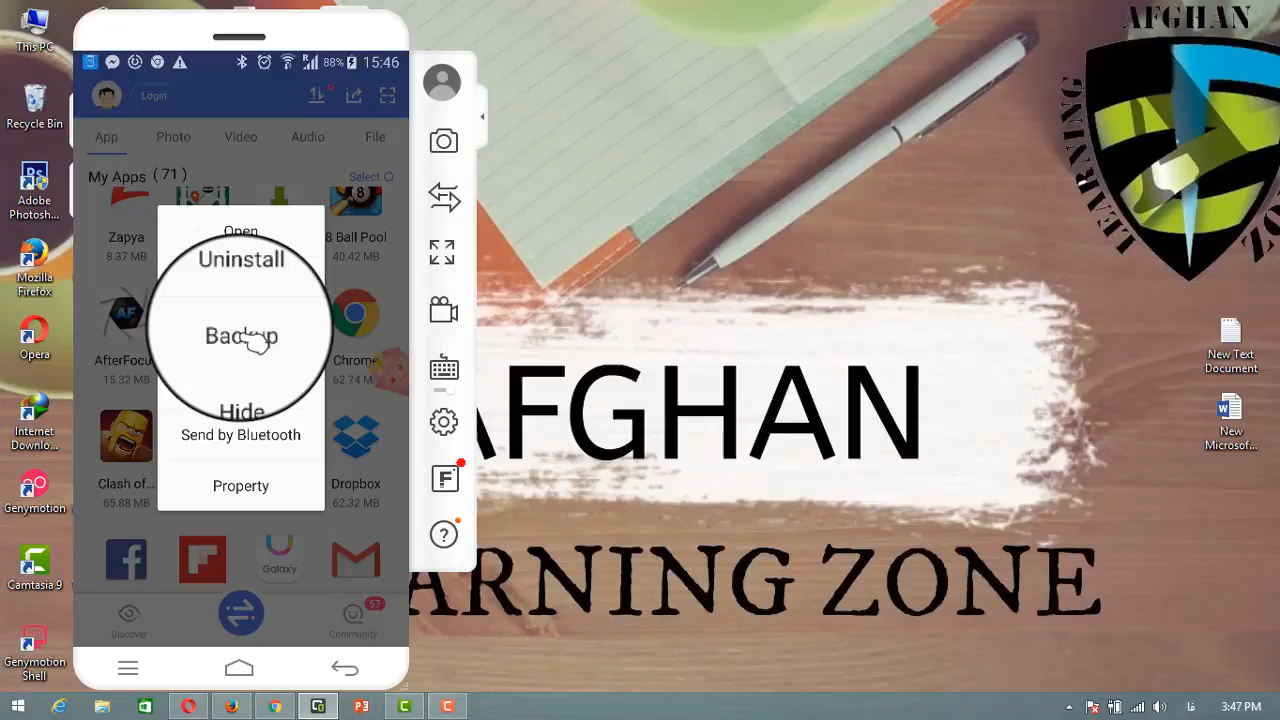 This PC
Recycle Bin
Adobe
Photosh...
Mozilla
Firefox
Opera
Internet
Downlo...
Genymotion
Camtasia 9
Genymotion
Shell
88% 15:46
Login
App Photo Video Audio File
My Apps (71) Select
Zapya 8 Ball Pool
8.37 MB 40.42 MB
AfterFocu Chrome
15.32 MB 62.74 M
Clash of... Dropbox
65.88 MB 62.32 MB
Galaxy
Open
Uninstall
Backup
Hide
Send by Bluetooth
Property
Discover Community
57
AFGHAN
LEARNING
AFGHAN
ARNING ZONE
New Text
Document
New
Microsof...
فا 3:47 PM